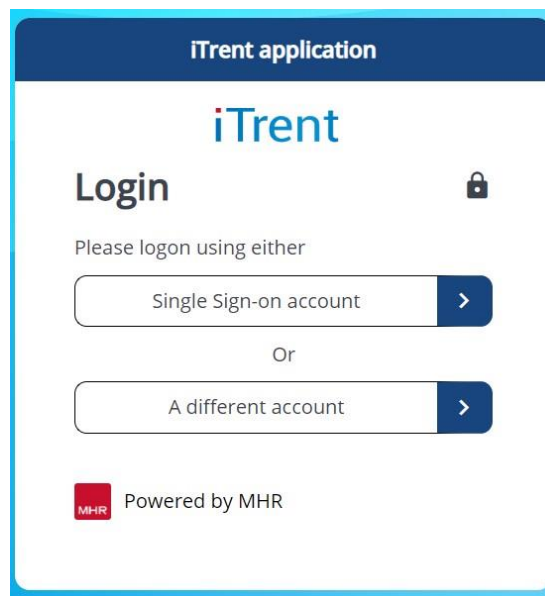 iTrent application
iTrent
Login
Please logon using either
Single Sign-on account
Or
A different account
MHR Powered by MHR